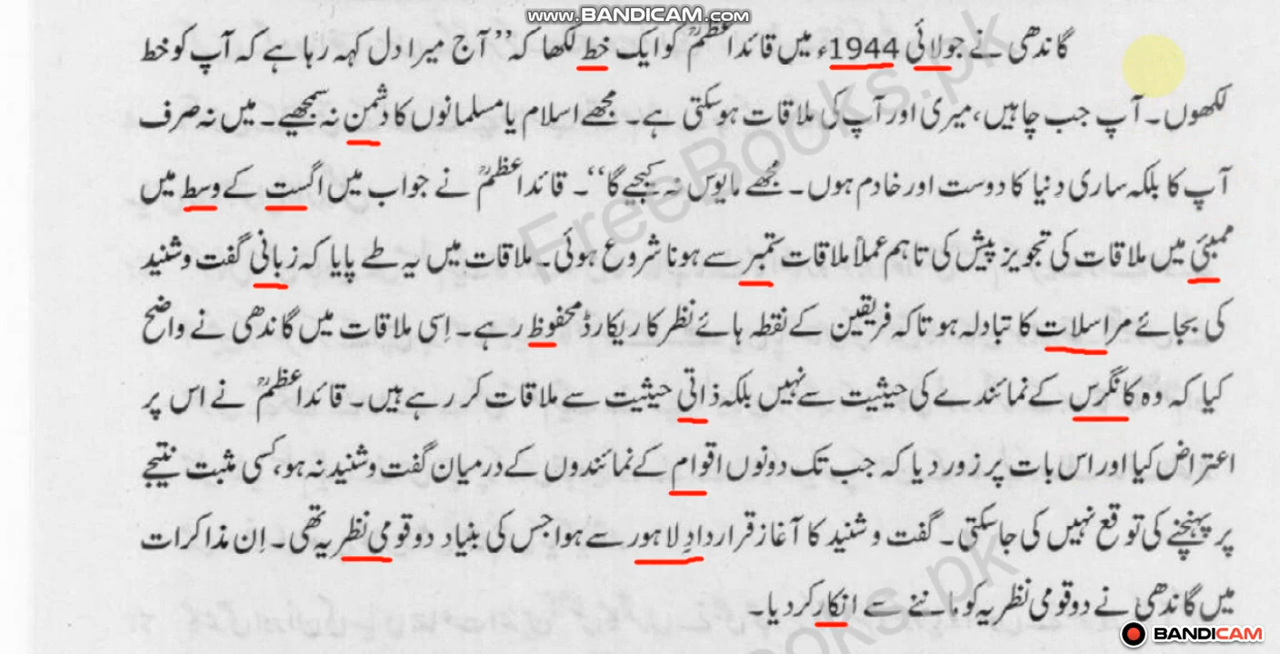 www.BANDICAM.com
گاندھی نے جولائی 1944ء میں قائداعظمؒ کو ایک خط لکھا کہ ’’آج میرا دل کہہ رہا ہے کہ آپ کو خط
لکھوں۔ آپ جب چاہیں، میری اور آپ کی ملاقات ہوسکتی ہے۔ مجھے اسلام یا مسلمانوں کا دشمن نہ سمجھیے۔ میں نہ صرف
آپ کا بلکہ ساری دنیا کا دوست اور خادم ہوں۔ مجھے مایوس نہ کیجیے گا‘‘۔ قائداعظمؒ نے جواب میں اگست کے وسط میں
ممبئی میں ملاقات کی تجویز پیش کی تاہم عملاً ملاقات ستمبر سے ہونا شروع ہوئی۔ ملاقات میں یہ طے پایا کہ زبانی گفت و شنید
کی بجائے مراسلات کا تبادلہ ہو تاکہ فریقین کے نقطہ ہائے نظر کا ریکارڈ محفوظ رہے۔ اِسی ملاقات میں گاندھی نے واضح
کیا کہ وہ کانگرس کے نمائندے کی حیثیت سے نہیں بلکہ ذاتی حیثیت سے ملاقات کر رہے ہیں۔ قائداعظمؒ نے اس پر
اعتراض کیا اور اس بات پر زور دیا کہ جب تک دونوں اقوام کے نمائندوں کے درمیان گفت و شنید نہ ہو، کسی مثبت نتیجے
پر پہنچنے کی توقع نہیں کی جاسکتی۔ گفت و شنید کا آغاز قراردادِ لاہور سے ہوا جس کی بنیاد دو قومی نظریہ تھی۔ اِن مذاکرات
میں گاندھی نے دو قومی نظریہ کو ماننے سے انکار کر دیا۔
FreeBooks.pk
ooks.pk
BANDICAM